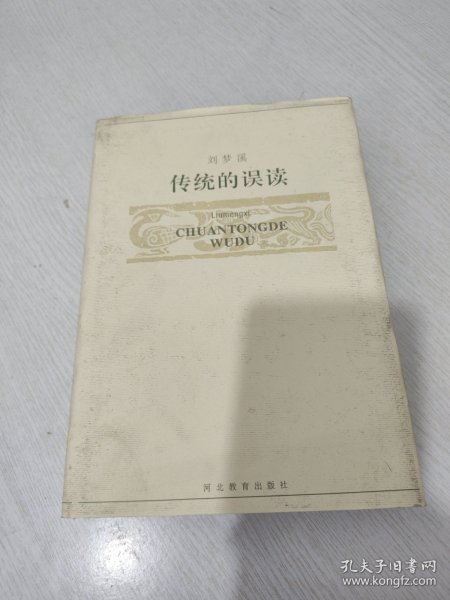 刘梦溪
传统的误读
Liumengxi
CHUANTONGDE
WUDU
河北教育出版社
孔夫子旧书网
www.kongfz.com